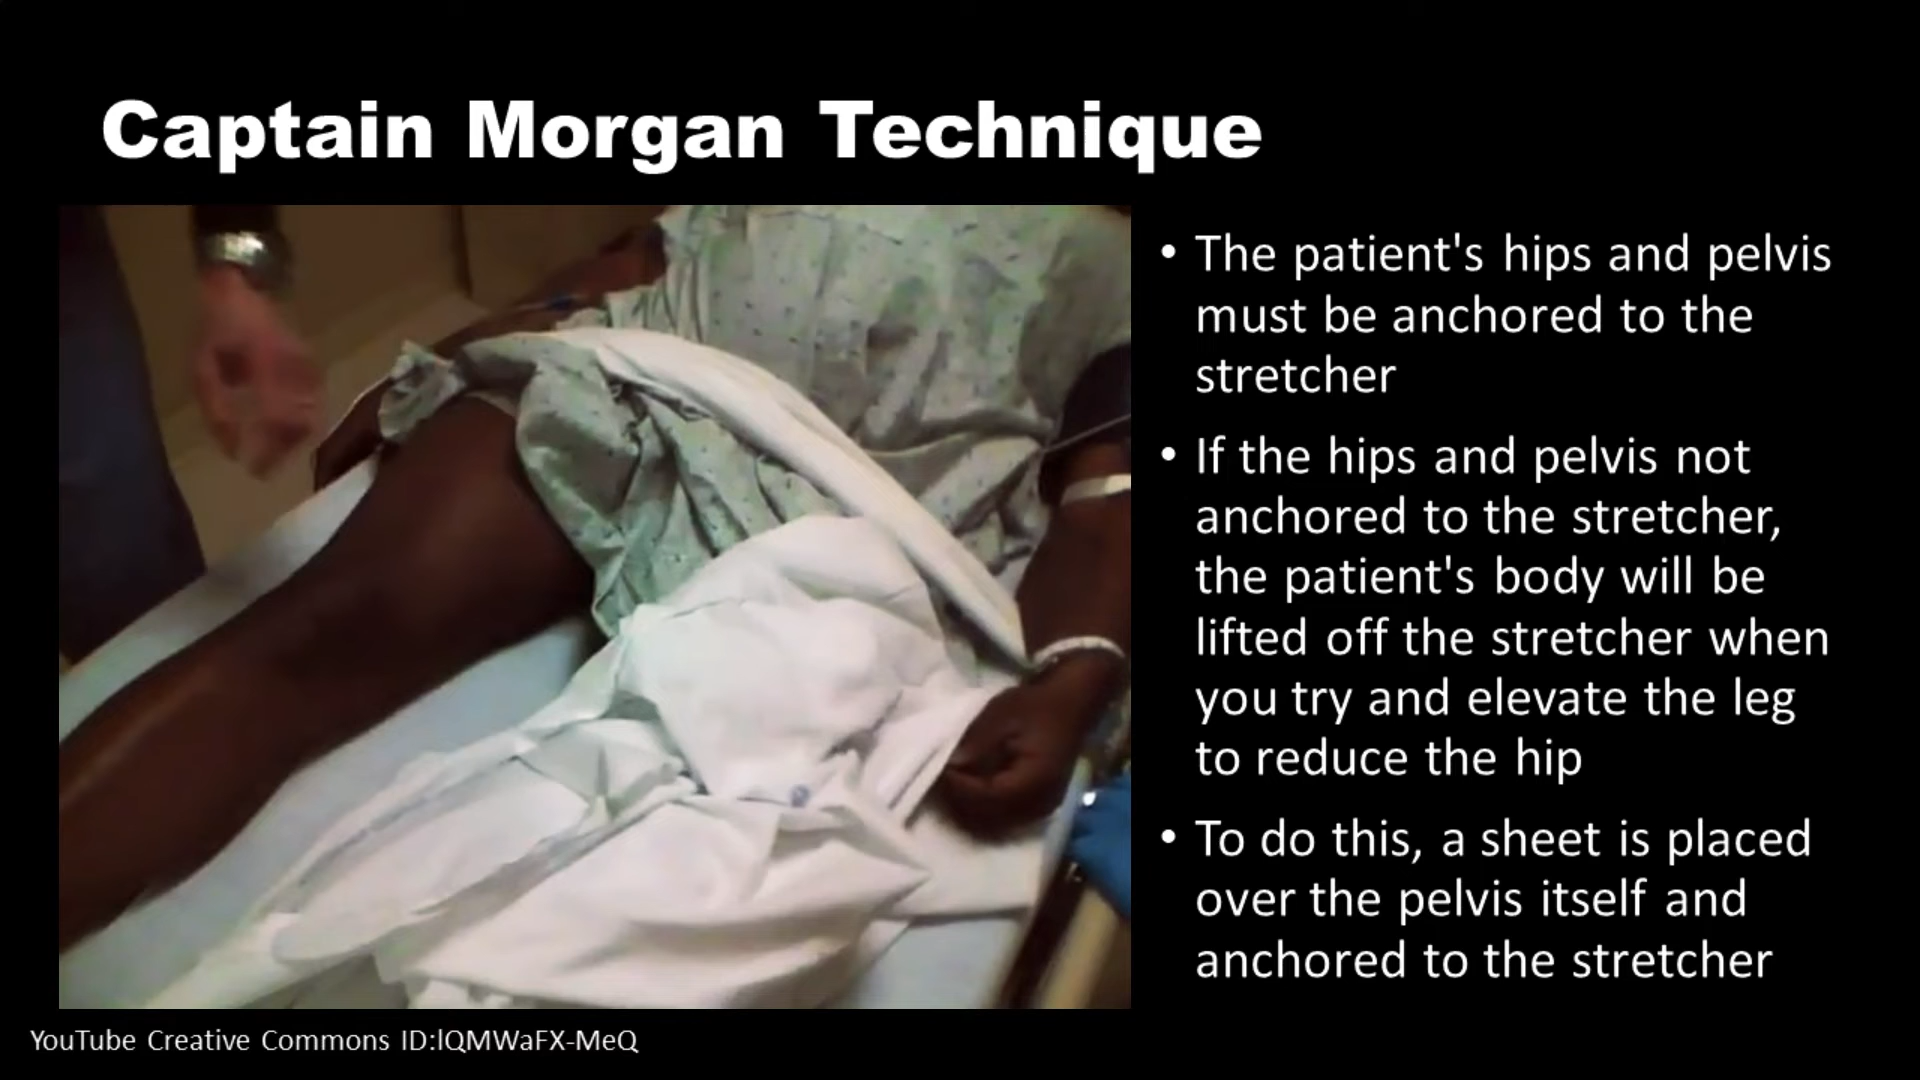 Captain Morgan Technique
• The patient's hips and pelvis
must be anchored to the
stretcher
• If the hips and pelvis not
anchored to the stretcher,
the patient's body will be
lifted off the stretcher when
you try and elevate the leg
to reduce the hip
• To do this, a sheet is placed
over the pelvis itself and
anchored to the stretcher
YouTube Creative Commons ID:lQMWaFX-MeQ